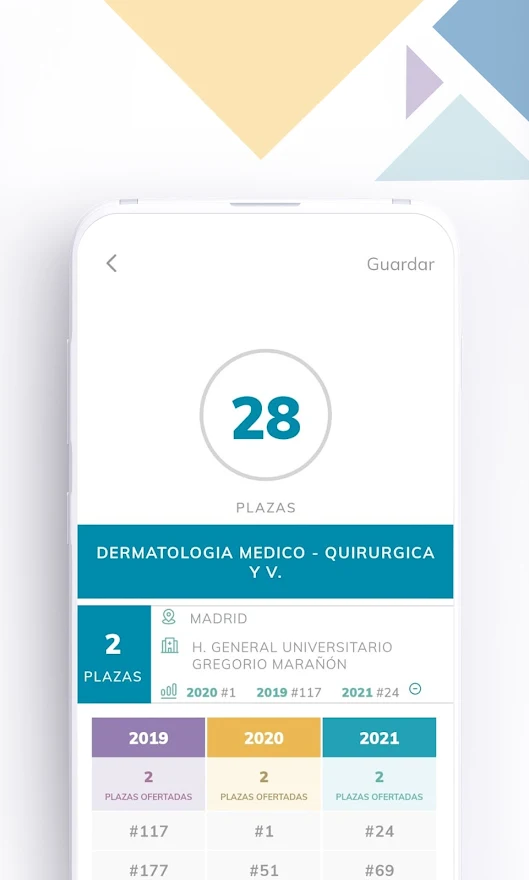 Guardar
28
PLAZAS
DERMATOLOGIA MEDICO - QUIRURGICA
Y V.
2
PLAZAS
MADRID
H. GENERAL UNIVERSITARIO
GREGORIO MARAÑÓN
2020 #1 2019 #117 2021 #24
2019 2020 2021
2 2 2
PLAZAS OFERTADAS PLAZAS OFERTADAS PLAZAS OFERTADAS
#117 #1 #24
#177 #51 #69